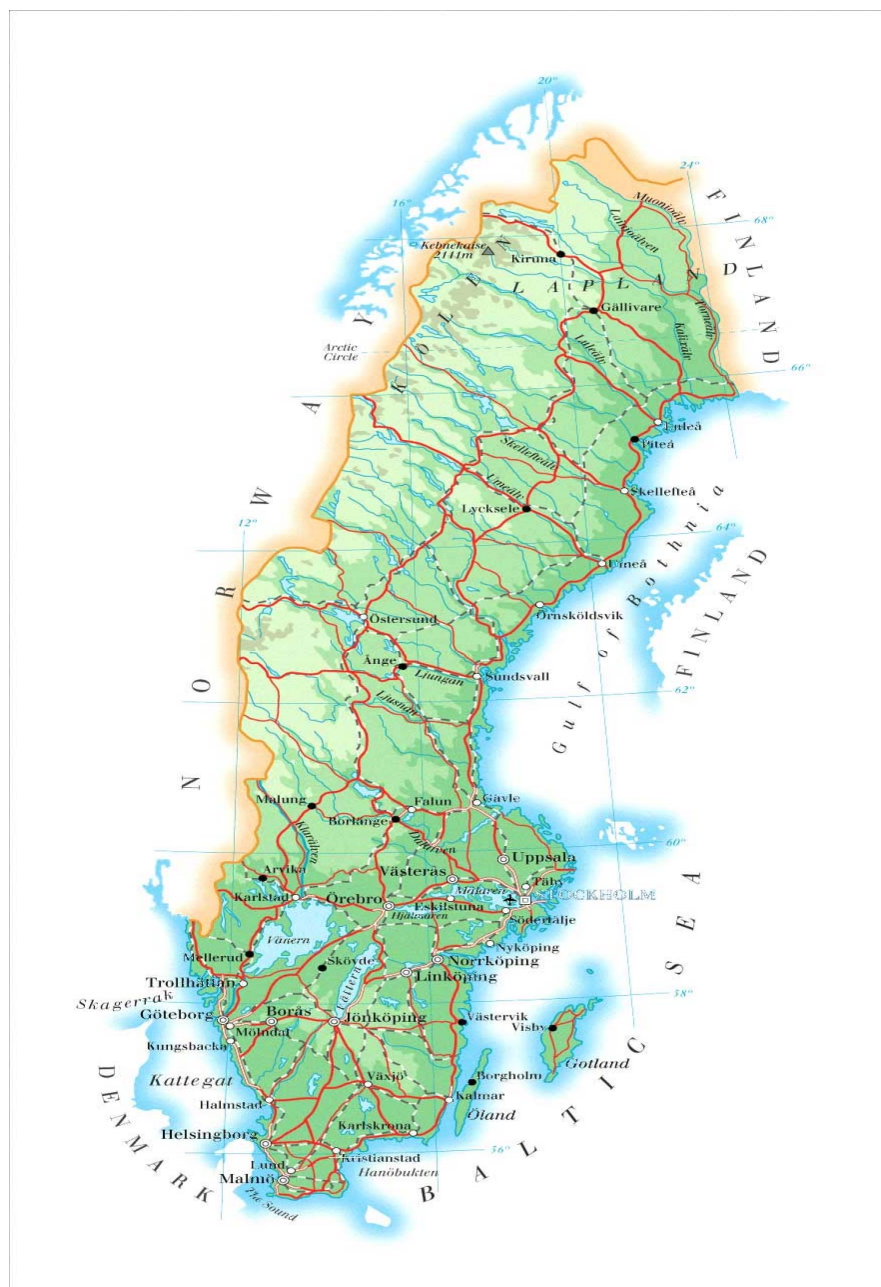 20°
24°
16°
FINLAND
68°
Muonioälv
Lainioälven
Kebnekaise
2111m
Kiruna
LAPLAND
Gällivare
Torneälv
Kalixälv
Luleälv
KÖLEN
Arctic
Circle
66°
Luleå
Piteå
Skellefteälv
Skellefteå
Umeälv
Lycksele
12°
64°
Umeå
Örnsköldsvik
Gulf of Bothnia
FINLAND
NORWAY
Östersund
Ånge
Ljungan
Sundsvall
62°
Ljusnan
Malung
Falun
Gävle
Borlänge
Klarälven
Dalälven
60°
Uppsala
Arvika
Västerås
Täby
Karlstad
Örebro
Mälaren
STOCKHOLM
Eskilstuna
Hjälmaren
Södertälje
Vänern
Nyköping
Mellerud
Skövde
Norrköping
Linköping
Trollhättan
Vättern
58°
Skagerrak
Göteborg
Borås
Jönköping
Västervik
Visby
Mölndal
Kungsbacka
Gotland
Kattegat
Växjö
Borgholm
Halmstad
Kalmar
Öland
DENMARK
Karlskrona
Helsingborg
56°
Kristianstad
Lund
Hanöbukten
Malmö
The Sound
BALTIC SEA